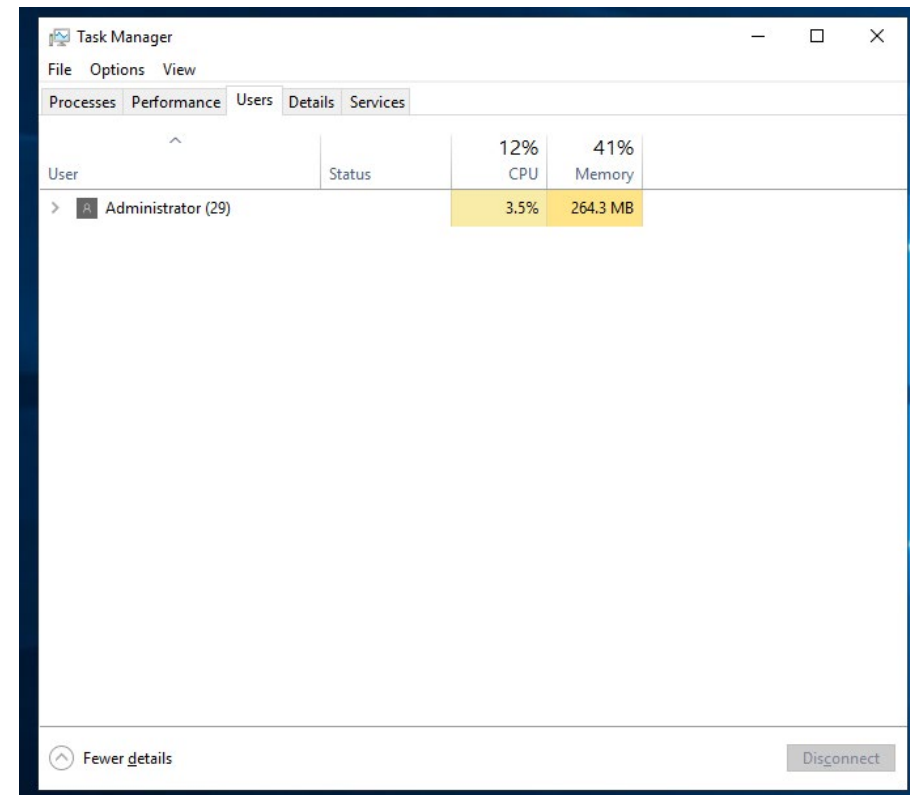 Task Manager
File Options View
Processes Performance Users Details Services
12% 41%
User Status CPU Memory
Administrator (29) 3.5% 264.3 MB
Fewer details Disconnect